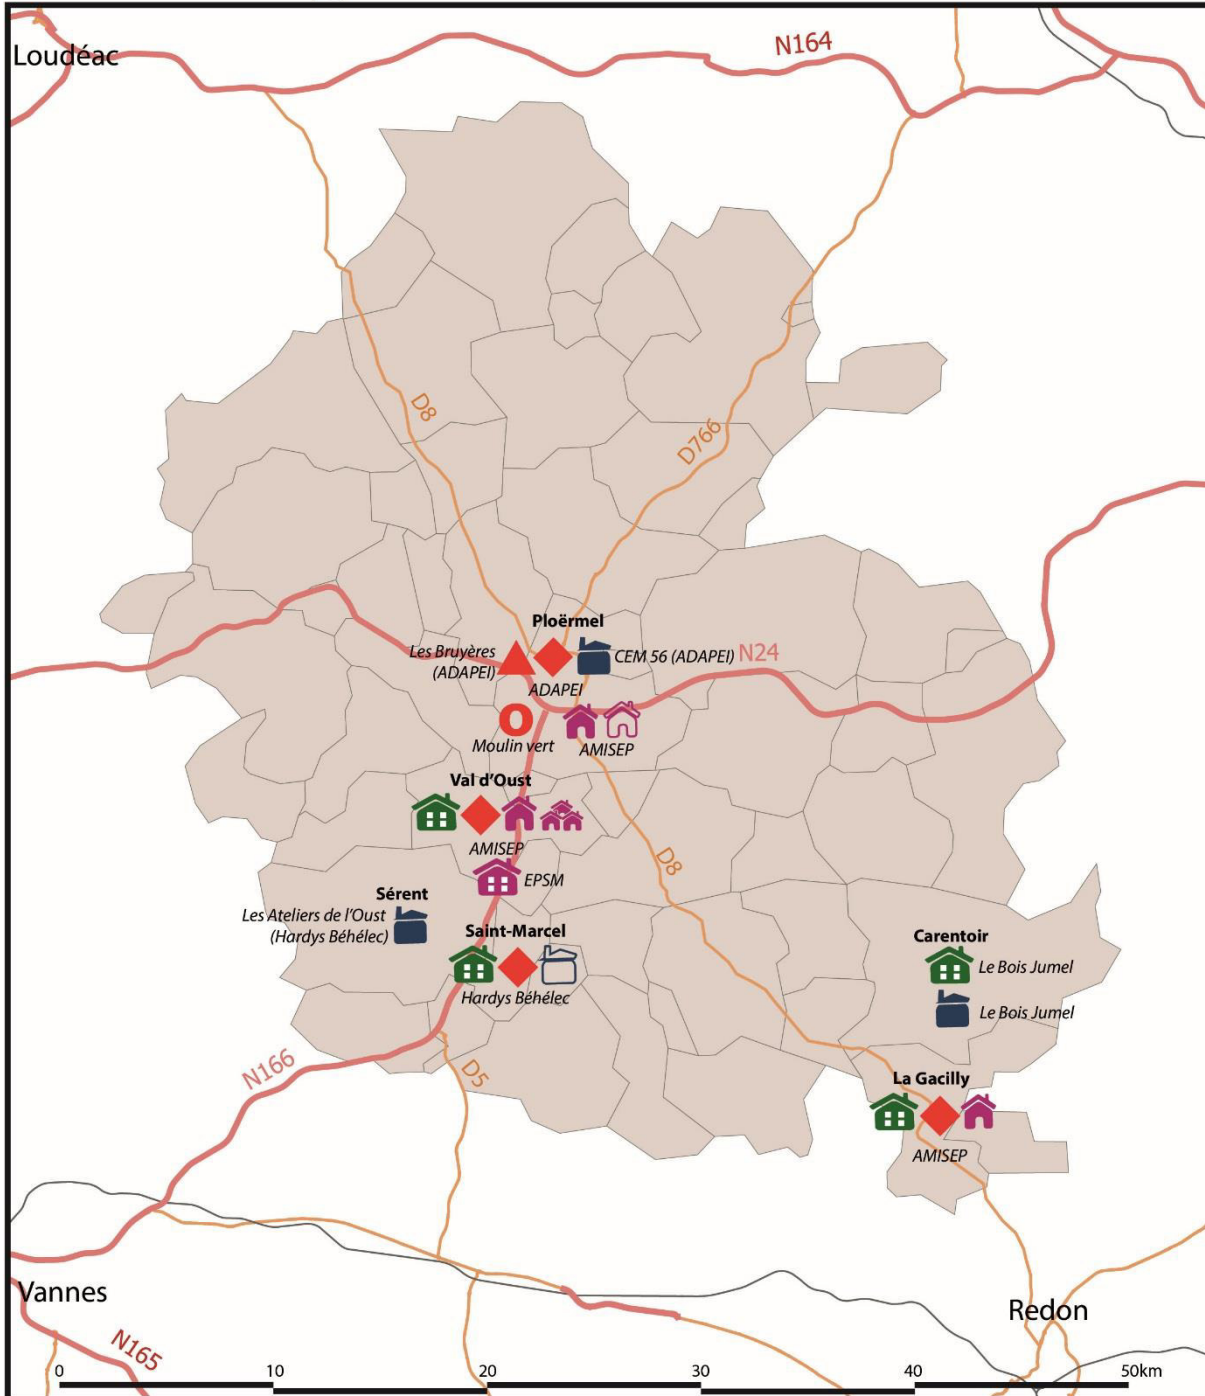 Loudéac
N164
D8
D766
Ploërmel
Les Bruyères
(ADAPEI)
CEM 56 (ADAPEI)
N24
ADAPEI
Moulin vert
AMISEP
Val d'Oust
AMISEP
D8
EPSM
Sérent
Les Ateliers de l'Oust
(Hardys Béhélec)
Saint-Marcel
Hardys Béhélec
Carentoir
Le Bois Jumel
Le Bois Jumel
N166
D5
La Gacilly
AMISEP
Vannes
Redon
N165
0 10 20 30 40 50km